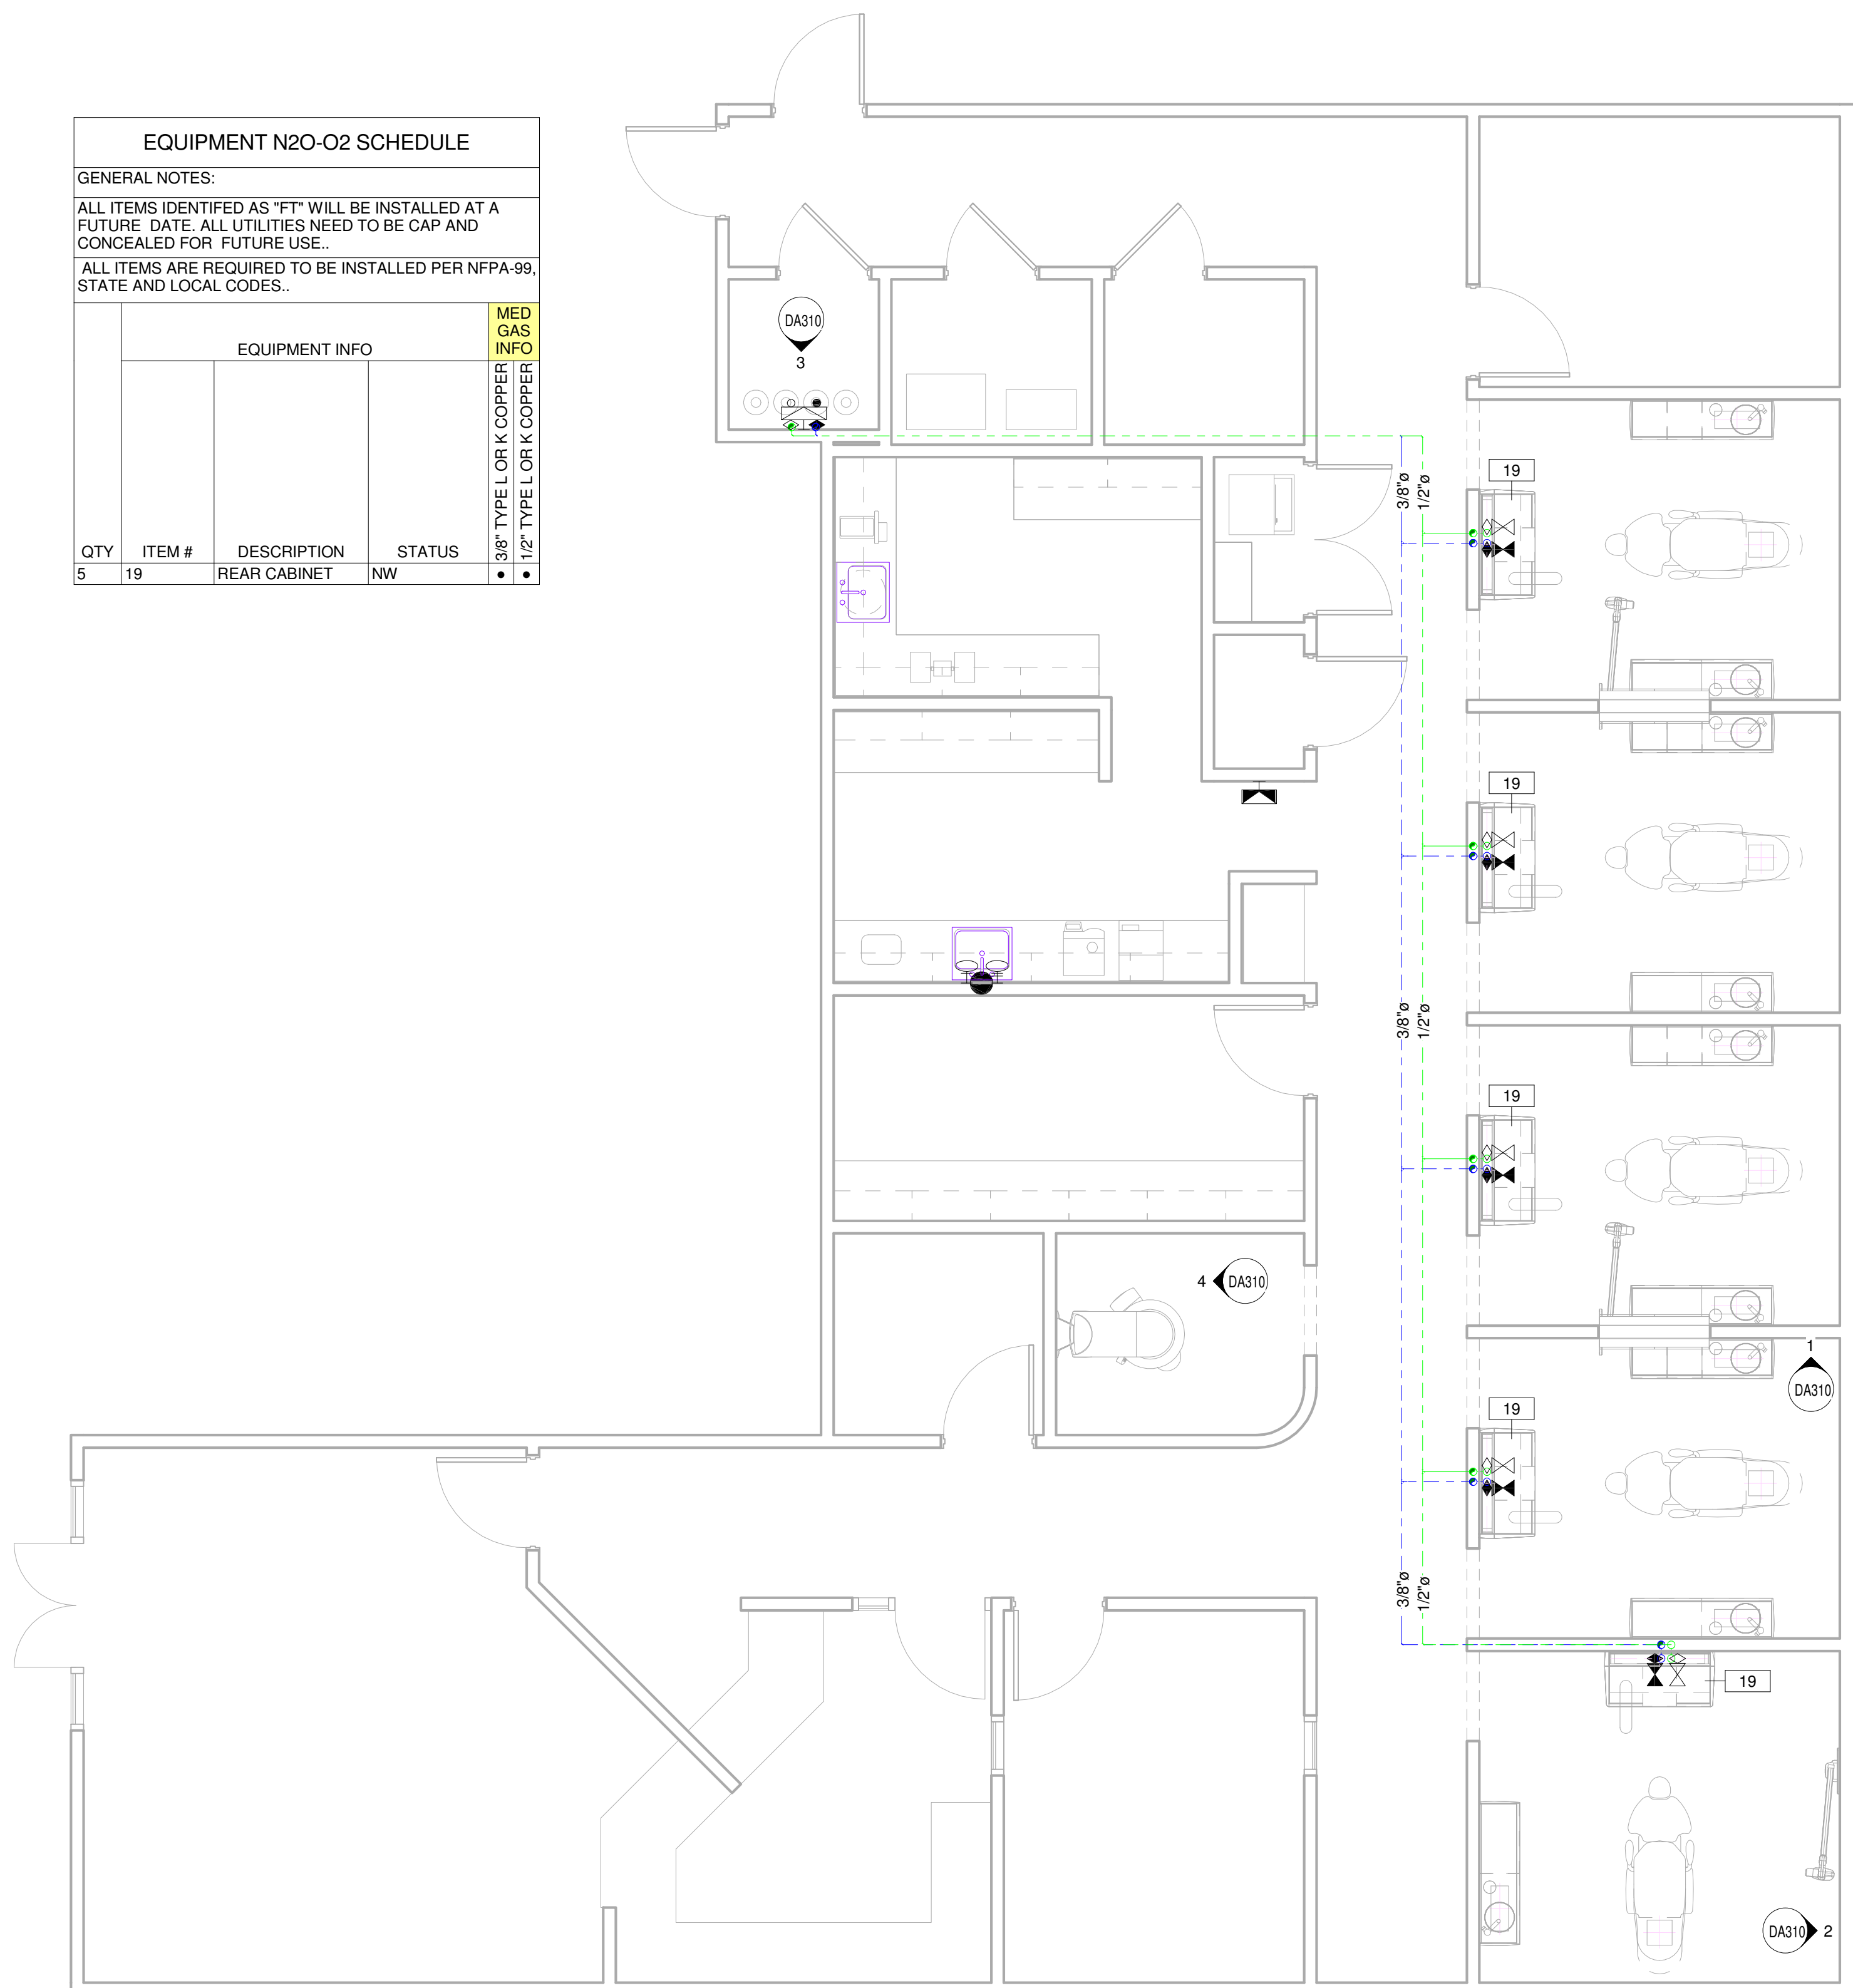 EQUIPMENT N2O-O2 SCHEDULE
GENERAL NOTES:
ALL ITEMS IDENTIFED AS "FT" WILL BE INSTALLED AT A
FUTURE DATE. ALL UTILITIES NEED TO BE CAP AND
CONCEALED FOR FUTURE USE..
ALL ITEMS ARE REQUIRED TO BE INSTALLED PER NFPA-99,
STATE AND LOCAL CODES..
EQUIPMENT INFO
MED
GAS
INFO
QTY
ITEM #
DESCRIPTION
STATUS
3/8" TYPE L OR K COPPER
1/2" TYPE L OR K COPPER
5 19 REAR CABINET NW ● ●
DA310
3
3/8"ø
1/2"ø
19
19
3/8"ø
1/2"ø
19
4
DA310
1
DA310
19
3/8"ø
1/2"ø
19
DA310
2